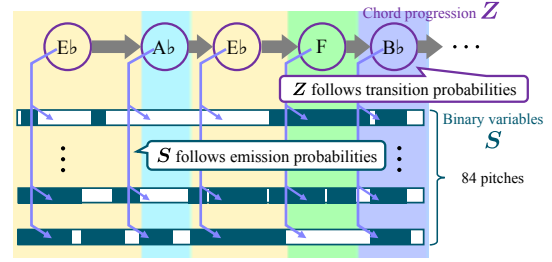 Chord progression Z
E♭ A♭ E♭ F B♭ ...
Z follows transition probabilities
Binary variables
S
S follows emission probabilities
84 pitches